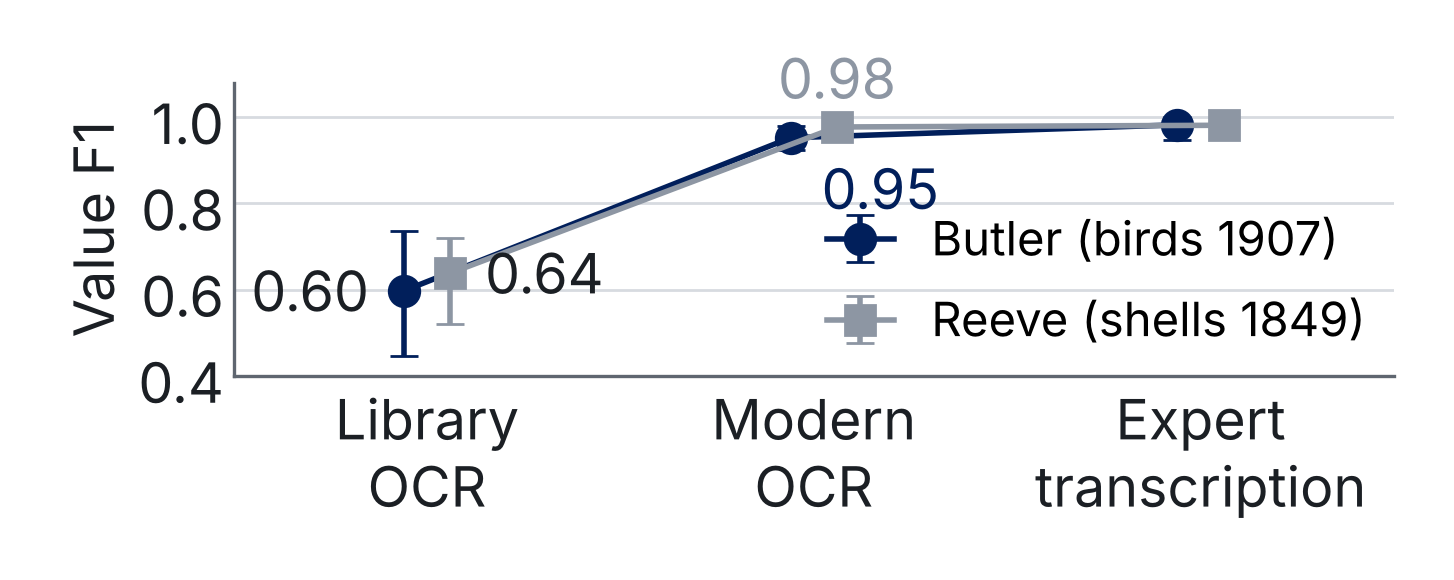 0.98
1.0
0.8
0.6
0.4
Value F1
0.95
0.60
0.64
Butler (birds 1907)
Reeve (shells 1849)
Library
OCR
Modern
OCR
Expert
transcription